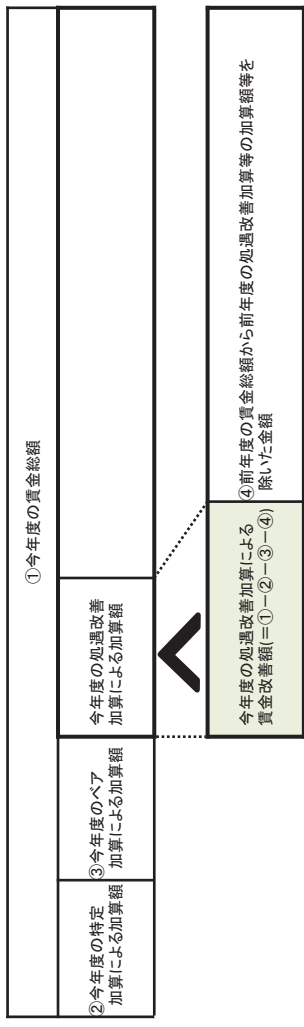 ①今年度の賃金総額
②今年度の特定
加算による加算額
③今年度のベア
加算による加算額
今年度の処遇改善
加算による加算額
今年度の処遇改善加算による
賃金改善額(=①-②-③-④)
④前年度の賃金総額から前年度の処遇改善加算等の加算額等を
除いた金額